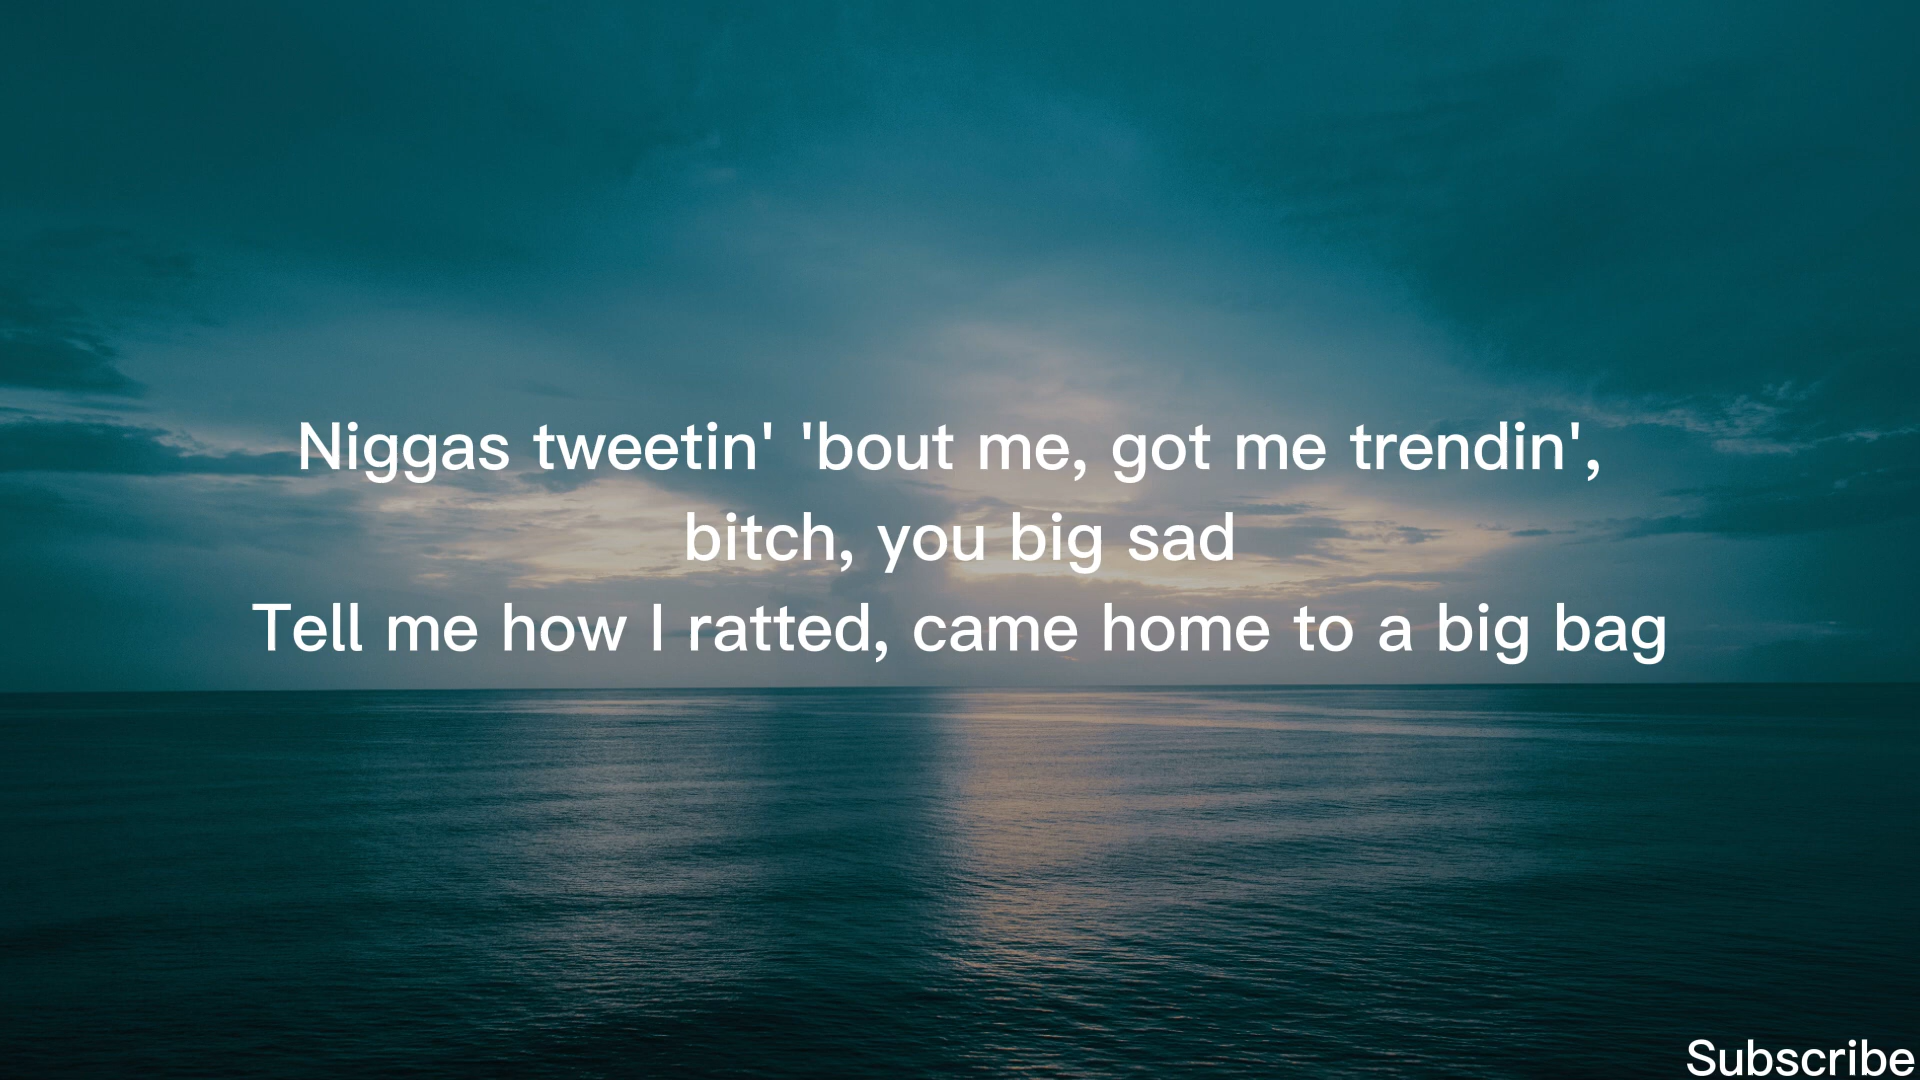 Niggas tweetin' 'bout me, got me trendin',
bitch, you big sad
Tell me how I ratted, came home to a big bag
Subscribe